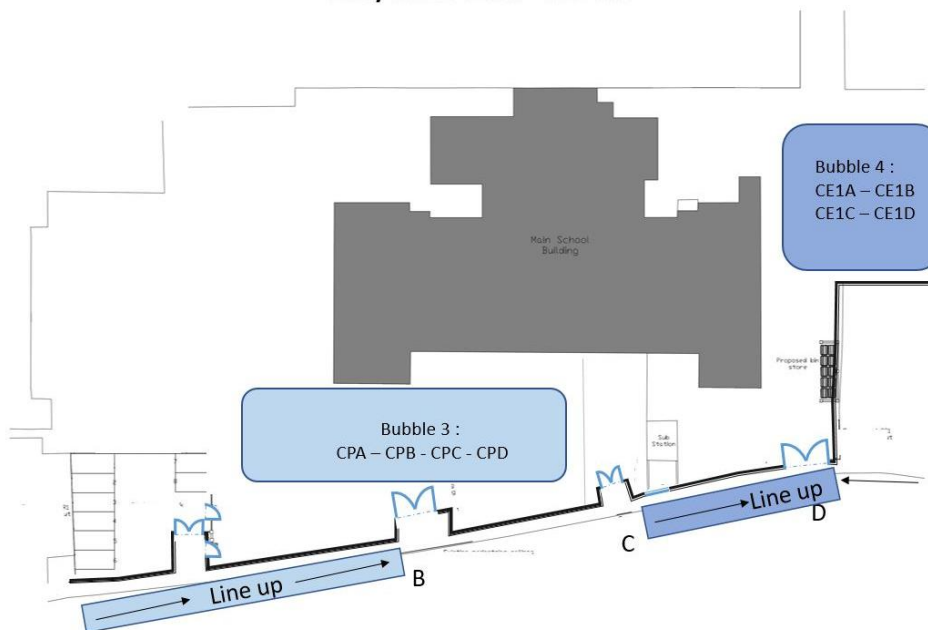 Bubble 4 :
CE1A – CE1B
CE1C – CE1D
Main School
Building
Proposed
store
Bubble 3 :
CPA – CPB - CPC - CPD
Sub
Station
Line up
D
C
B
Line up